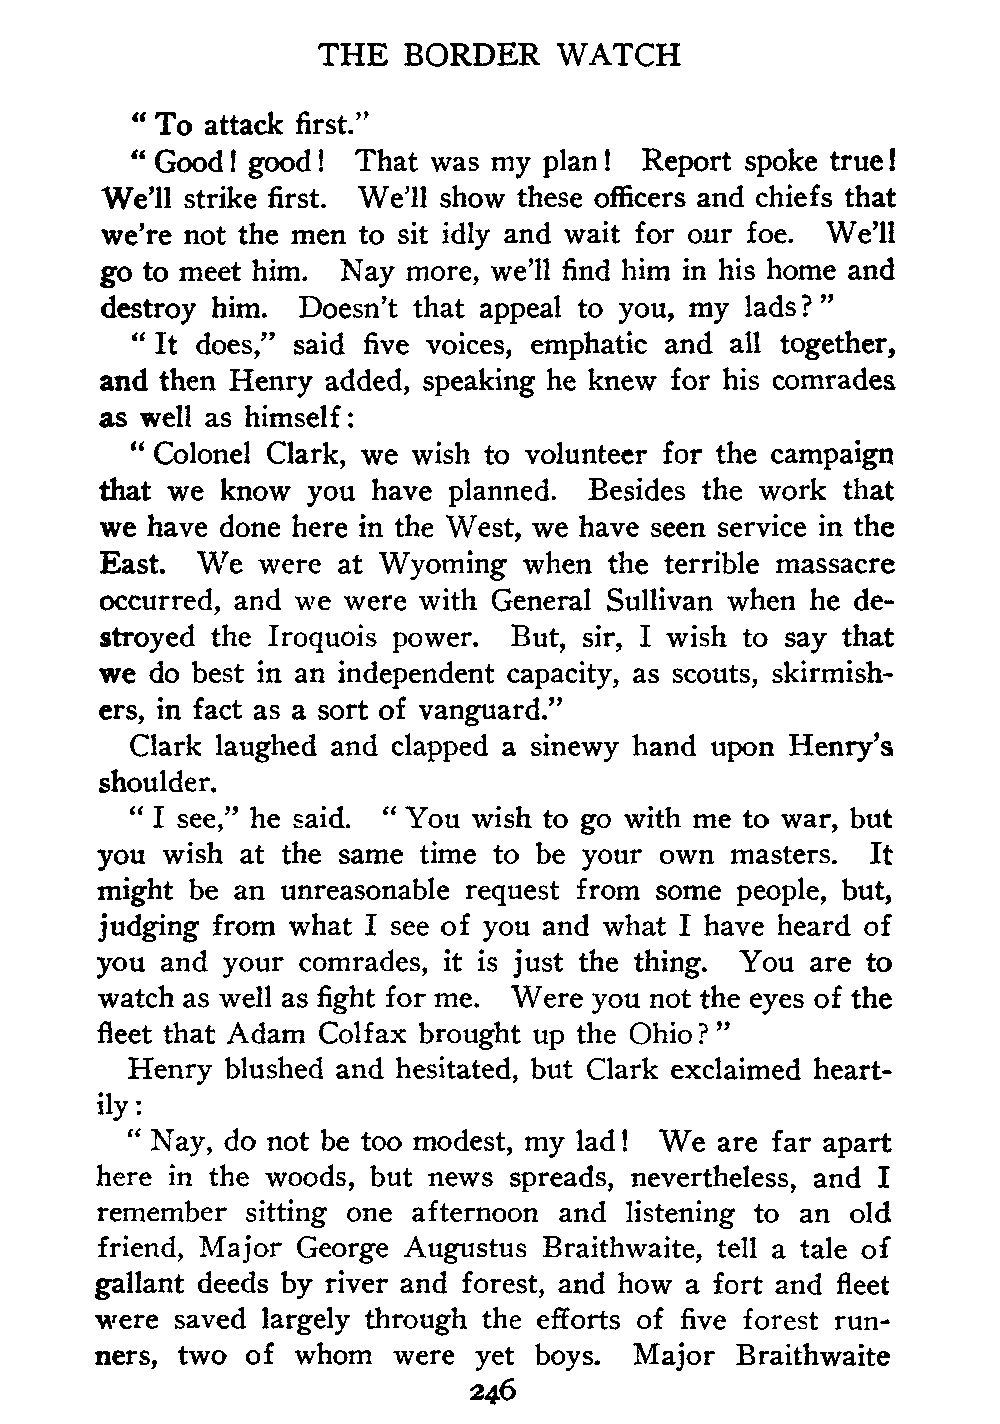 THE BORDER WATCH
“ To attack first.”
“ Good! good! That was my plan! Report spoke true!
We’ll strike first. We’ll show these officers and chiefs that
we’re not the men to sit idly and wait for our foe. We’ll
go to meet him. Nay more, we’ll find him in his home and
destroy him. Doesn’t that appeal to you, my lads? ”
“ It does,” said five voices, emphatic and all together,
and then Henry added, speaking he knew for his comrades
as well as himself:
“ Colonel Clark, we wish to volunteer for the campaign
that we know you have planned. Besides the work that
we have done here in the West, we have seen service in the
East. We were at Wyoming when the terrible massacre
occurred, and we were with General Sullivan when he de-
stroyed the Iroquois power. But, sir, I wish to say that
we do best in an independent capacity, as scouts, skirmish-
ers, in fact as a sort of vanguard.”
Clark laughed and clapped a sinewy hand upon Henry’s
shoulder.
“ I see,” he said. “ You wish to go with me to war, but
you wish at the same time to be your own masters. It
might be an unreasonable request from some people, but,
judging from what I see of you and what I have heard of
you and your comrades, it is just the thing. You are to
watch as well as fight for me. Were you not the eyes of the
fleet that Adam Colfax brought up the Ohio? ”
Henry blushed and hesitated, but Clark exclaimed heart-
ily:
“ Nay, do not be too modest, my lad! We are far apart
here in the woods, but news spreads, nevertheless, and I
remember sitting one afternoon and listening to an old
friend, Major George Augustus Braithwaite, tell a tale of
gallant deeds by river and forest, and how a fort and fleet
were saved largely through the efforts of five forest run-
ners, two of whom were yet boys. Major Braithwaite
246